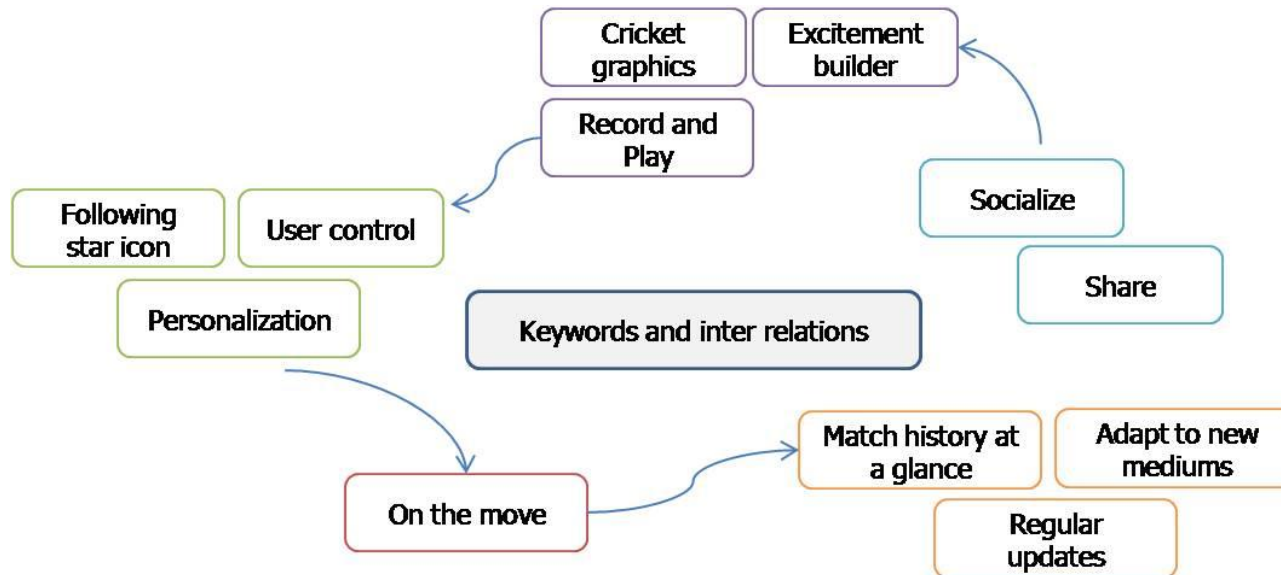 Cricket
graphics
Excitement
builder
Record and
Play
Socialize
Share
Following
star icon
User control
Personalization
Keywords and inter relations
On the move
Match history at
a glance
Adapt to new
mediums
Regular
updates